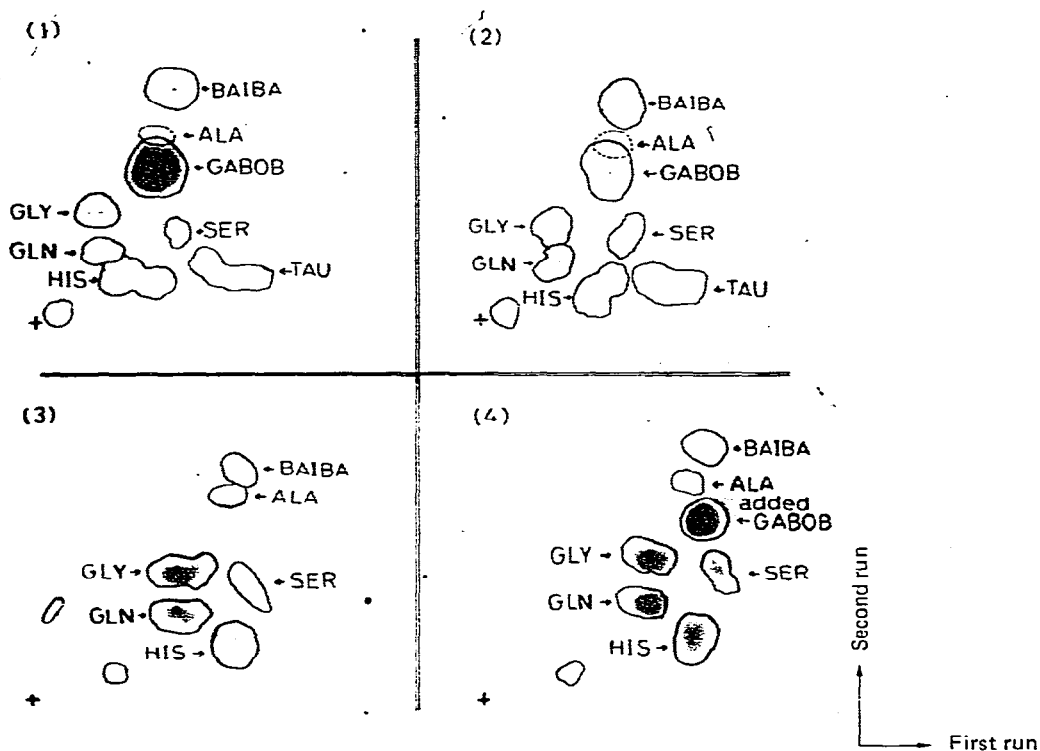 (1)
BAIBA
ALA
GABOB
GLY
SER
GLN
HIS
TAU
+
(2)
BAIBA
ALA
GABOB
GLY
SER
GLN
HIS
TAU
+
(3)
BAIBA
ALA
GLY
SER
GLN
HIS
+
(4)
BAIBA
ALA
added
GABOB
GLY
SER
GLN
HIS
+
Second run
First run